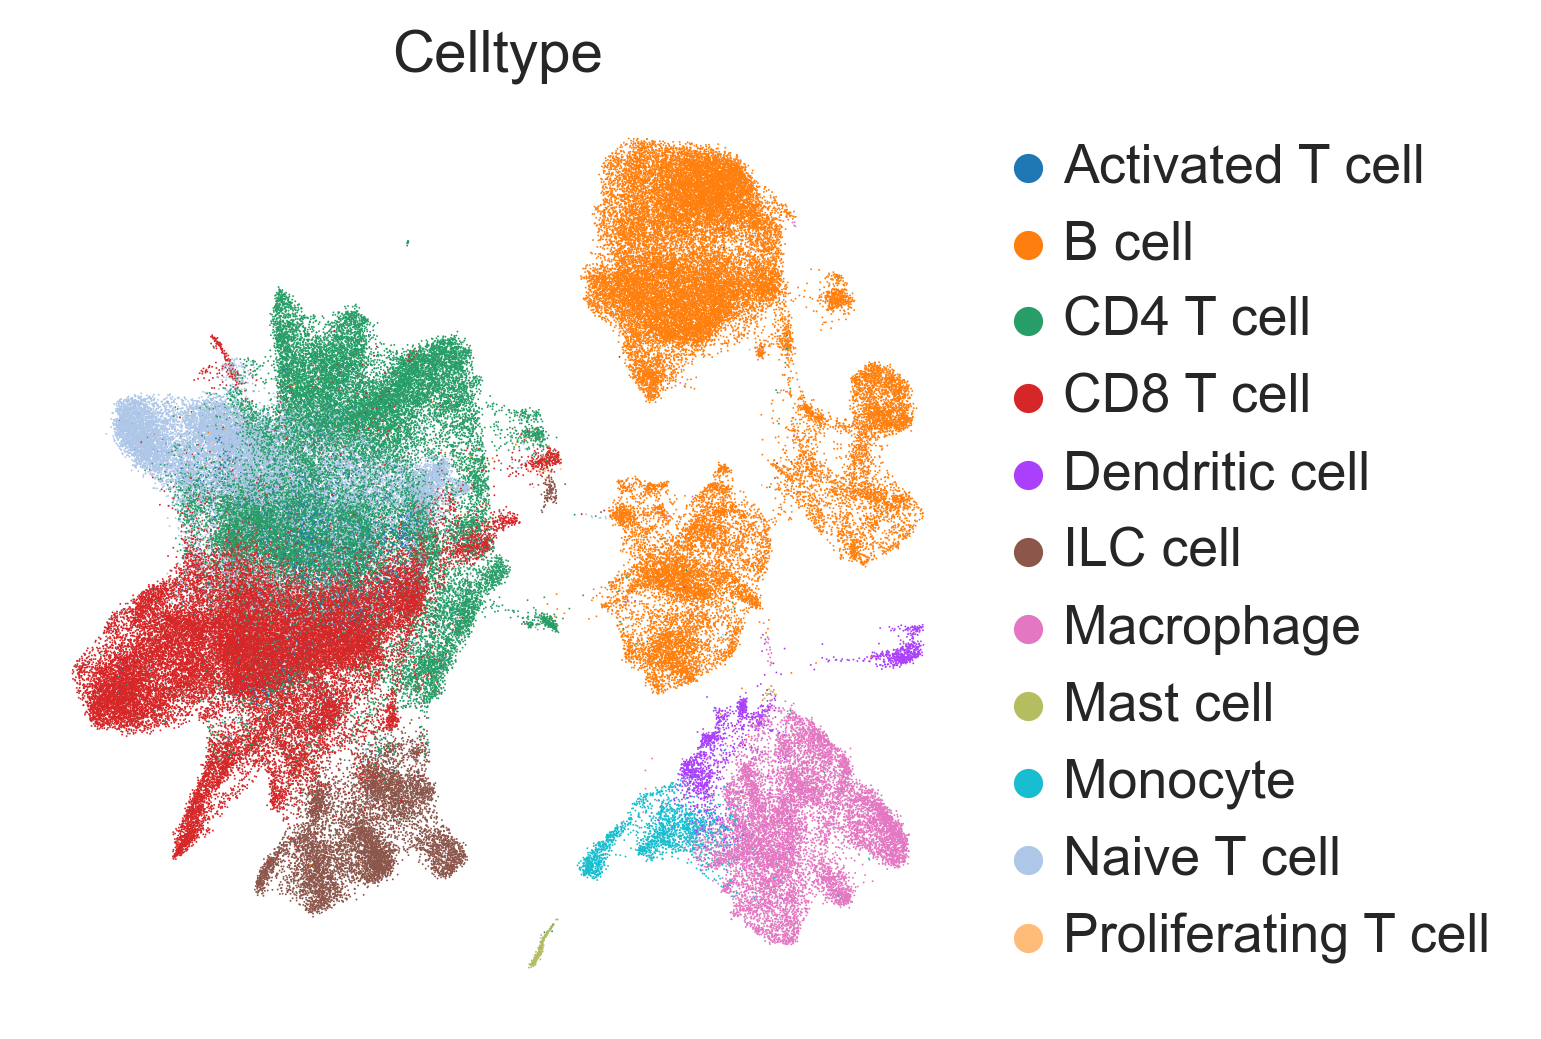 Celltype
Activated T cell
B cell
CD4 T cell
CD8 T cell
Dendritic cell
ILC cell
Macrophage
Mast cell
Monocyte
Naive T cell
Proliferating T cell